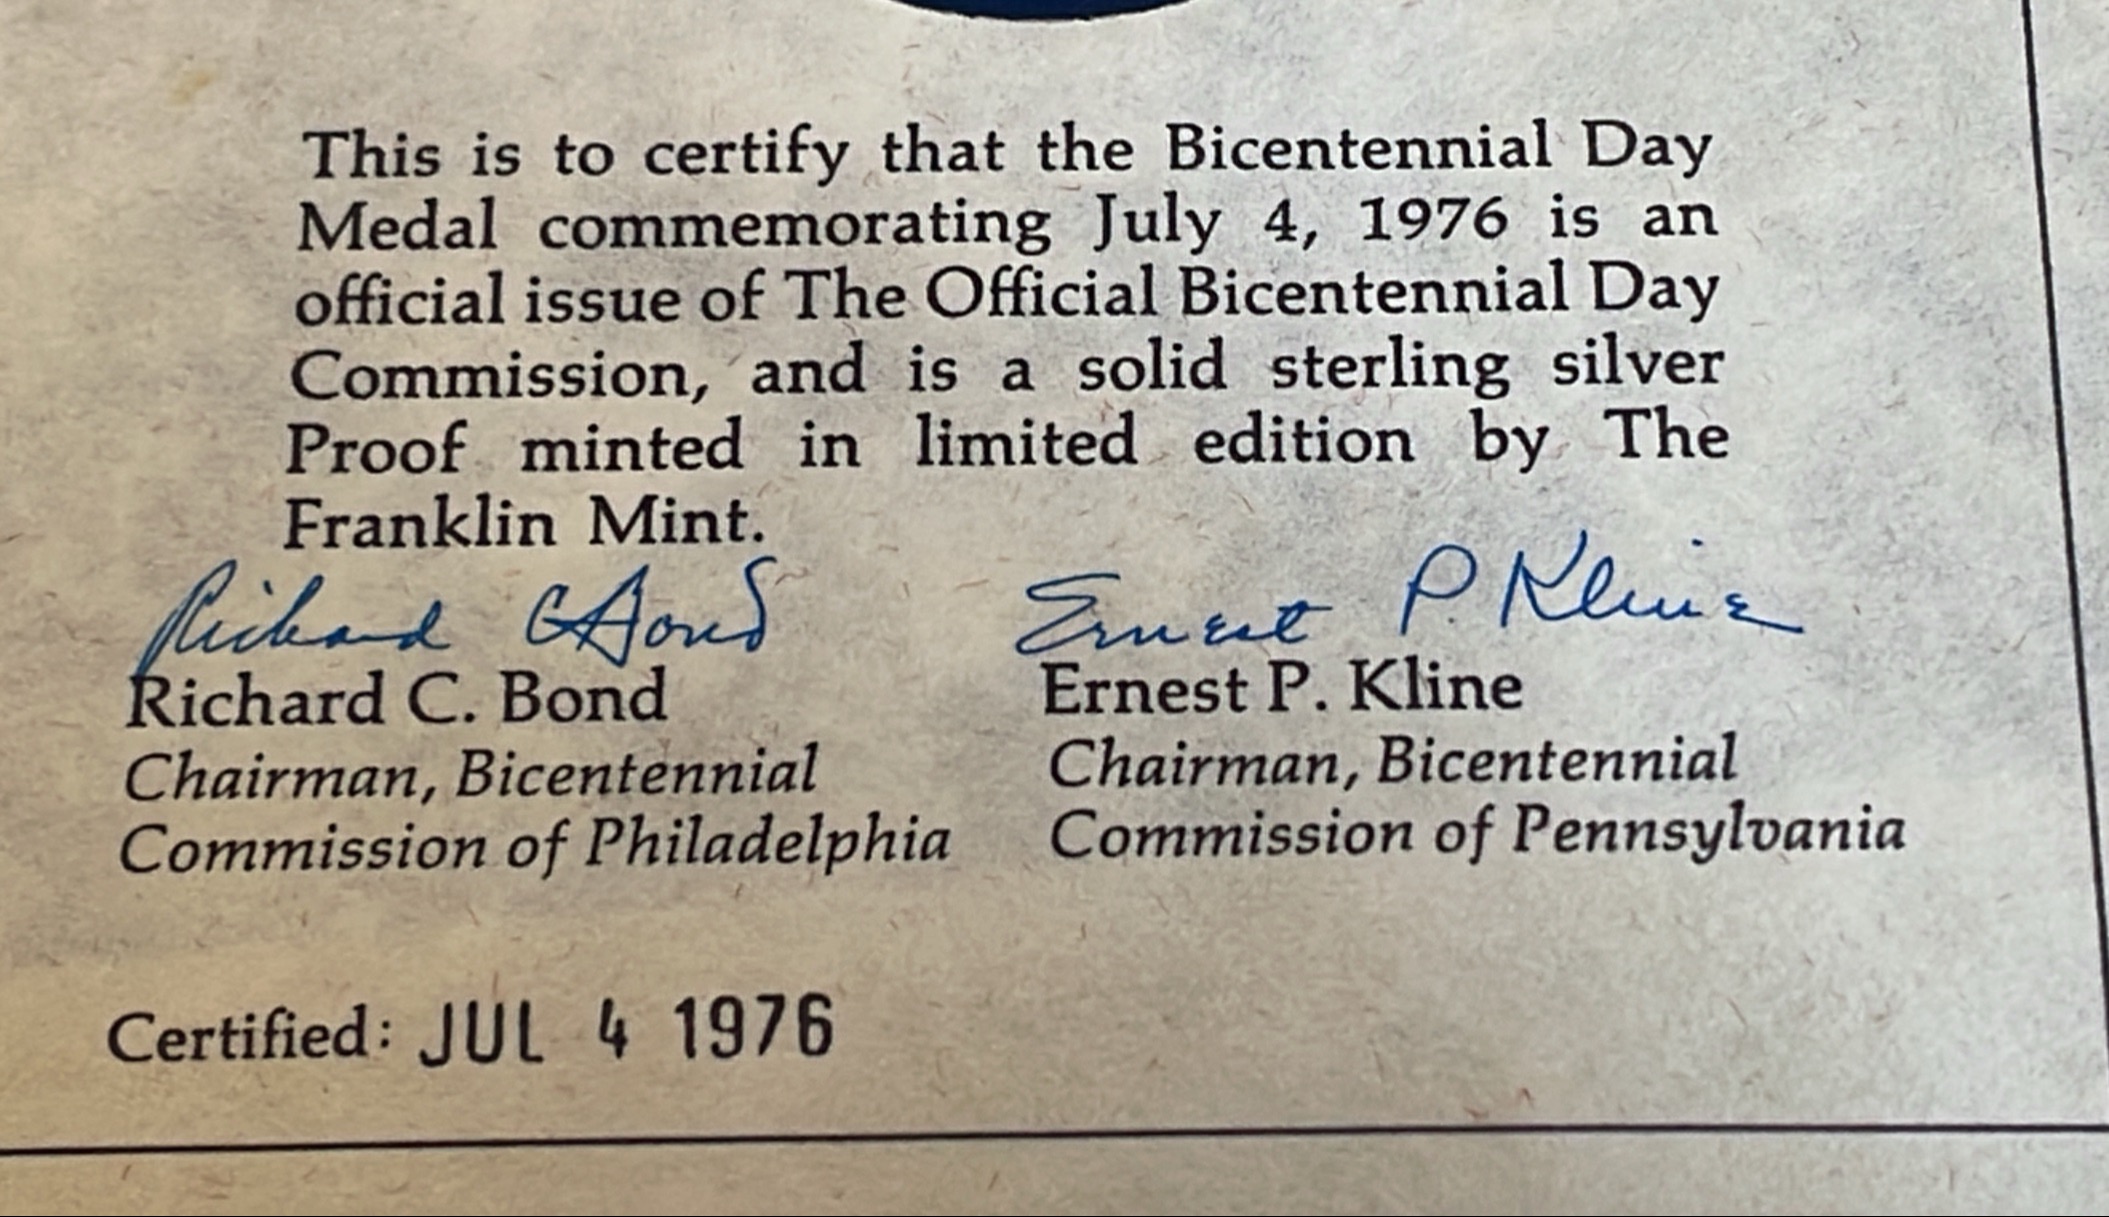 This is to certify that the Bicentennial Day
Medal commemorating July 4, 1976 is an
official issue of The Official Bicentennial Day
Commission, and is a solid sterling silver
Proof minted in limited edition by The
Franklin Mint.
Richard C Bond Ernest P. Kline
Richard C. Bond Ernest P. Kline
Chairman, Bicentennial Chairman, Bicentennial
Commission of Philadelphia Commission of Pennsylvania
Certified: JUL 4 1976